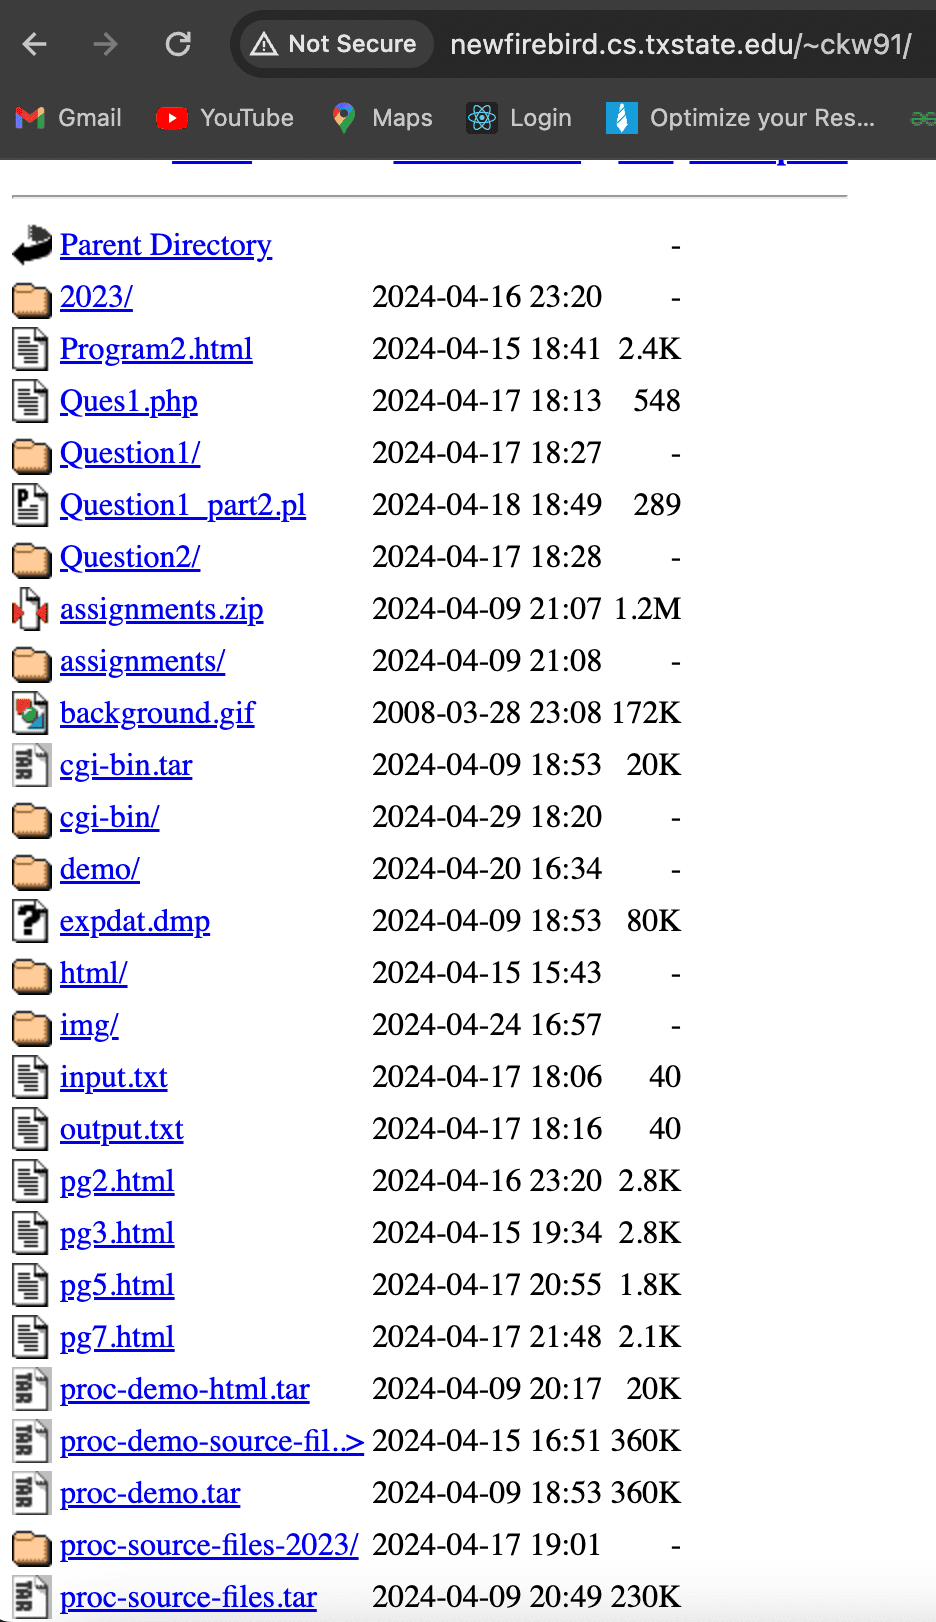 Not Secure newfirebird.cs.txstate.edu/~ckw91/
Gmail YouTube Maps Login Optimize your Res...
Parent Directory -
2023/ 2024-04-16 23:20 -
Program2.html 2024-04-15 18:41 2.4K
Ques1.php 2024-04-17 18:13 548
Question1/ 2024-04-17 18:27 -
Question1_part2.pl 2024-04-18 18:49 289
Question2/ 2024-04-17 18:28 -
assignments.zip 2024-04-09 21:07 1.2M
assignments/ 2024-04-09 21:08 -
background.gif 2008-03-28 23:08 172K
cgi-bin.tar 2024-04-09 18:53 20K
cgi-bin/ 2024-04-29 18:20 -
demo/ 2024-04-20 16:34 -
expdat.dmp 2024-04-09 18:53 80K
html/ 2024-04-15 15:43 -
img/ 2024-04-24 16:57 -
input.txt 2024-04-17 18:06 40
output.txt 2024-04-17 18:16 40
pg2.html 2024-04-16 23:20 2.8K
pg3.html 2024-04-15 19:34 2.8K
pg5.html 2024-04-17 20:55 1.8K
pg7.html 2024-04-17 21:48 2.1K
proc-demo-html.tar 2024-04-09 20:17 20K
proc-demo-source-fil..> 2024-04-15 16:51 360K
proc-demo.tar 2024-04-09 18:53 360K
proc-source-files-2023/ 2024-04-17 19:01 -
proc-source-files.tar 2024-04-09 20:49 230K